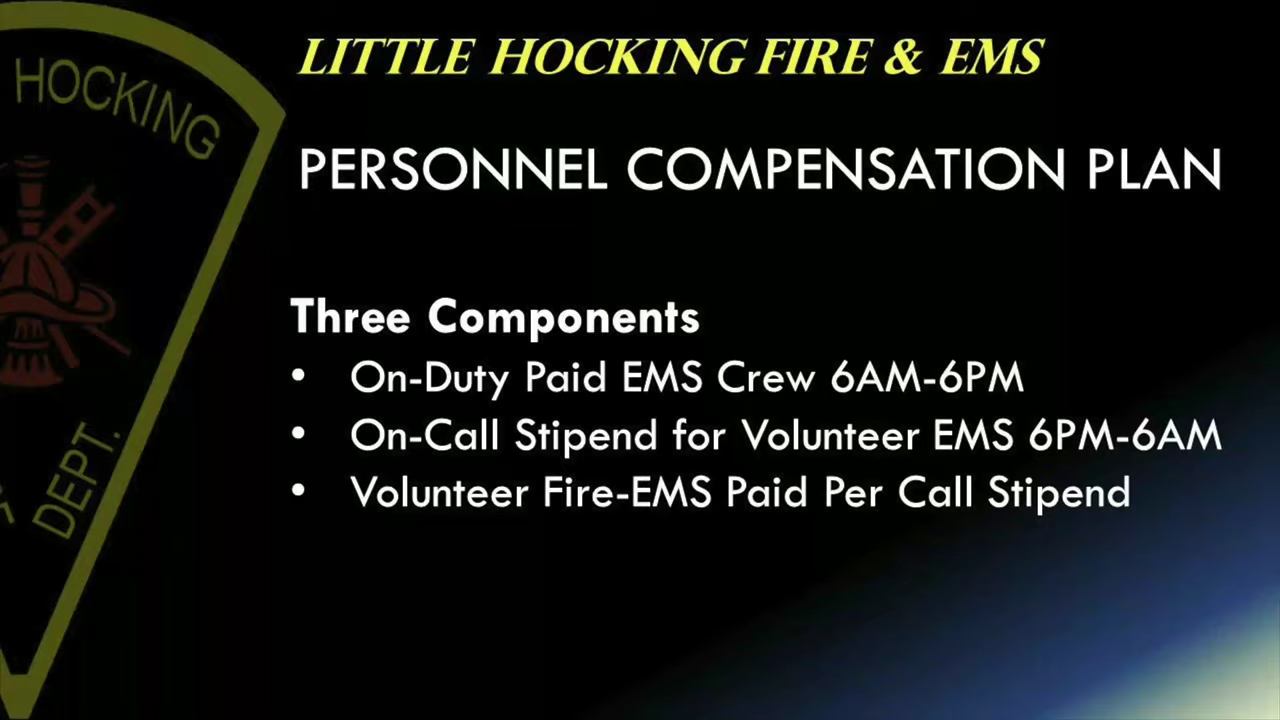 LITTLE HOCKING FIRE & EMS
HOCKING
PERSONNEL COMPENSATION PLAN
Three Components
• On-Duty Paid EMS Crew 6AM-6PM
• On-Call Stipend for Volunteer EMS 6PM-6AM
• Volunteer Fire-EMS Paid Per Call Stipend
DEPT.